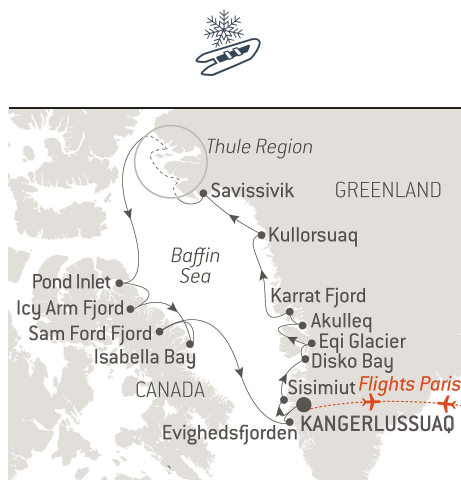 Thule Region
Savissivik
GREENLAND
Kullorsuaq
Baffin
Sea
Pond Inlet
Karrat Fjord
Icy Arm Fjord
Akulleq
Sam Ford Fjord
Eqi Glacier
Isabella Bay
Disko Bay
CANADA
Sisimiut
Flights Paris
KANGERLUSSUAQ
Evighedsfjorden